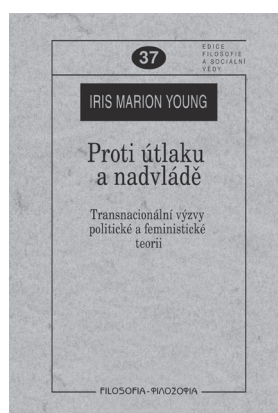 37
EDICE
FILOSOFIE
A SOCIÁLNÍ
VĚDY
IRIS MARION YOUNG
Proti útlaku
a nadvládě
Transnacionální výzvy
politické a feministické
teorii
FILOSOFIA-ΦΙΛΟΣΟΦΙΑ